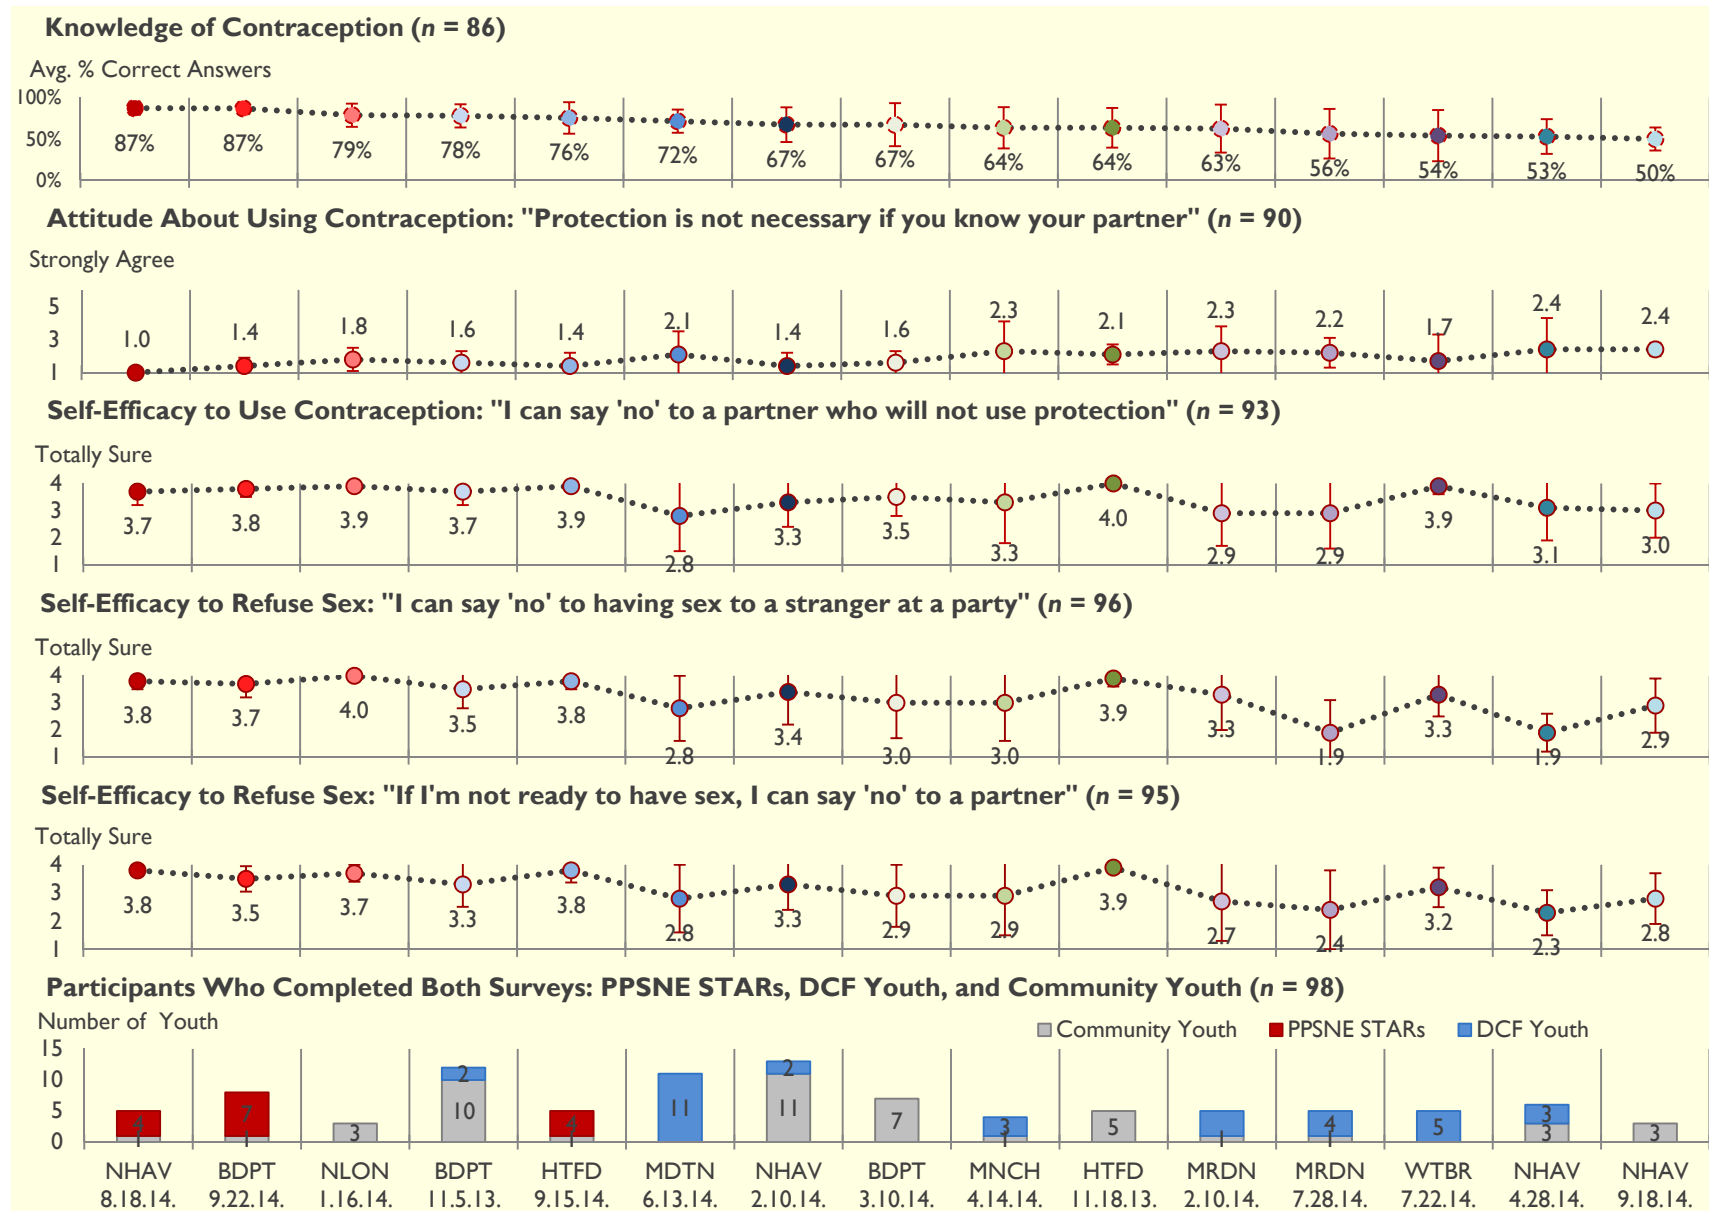 Knowledge of Contraception (n = 86)
Avg. % Correct Answers
100%
50%
0%
87% 87% 79% 78% 76% 72% 67% 67% 64% 64% 63% 56% 54% 53% 50%
Attitude About Using Contraception: "Protection is not necessary if you know your partner" (n = 90)
Strongly Agree
5
3
1
1.0 1.4 1.8 1.6 1.4 2.1 1.4 1.6 2.3 2.1 2.3 2.2 1.7 2.4 2.4
Self-Efficacy to Use Contraception: "I can say 'no' to a partner who will not use protection" (n = 93)
Totally Sure
4
3
2
1
3.7 3.8 3.9 3.7 3.9 2.8 3.3 3.5 3.3 4.0 2.9 2.9 3.9 3.1 3.0
Self-Efficacy to Refuse Sex: "I can say 'no' to having sex to a stranger at a party" (n = 96)
Totally Sure
4
3
2
1
3.8 3.7 4.0 3.5 3.8 2.8 3.4 3.0 3.0 3.9 3.3 1.9 3.3 1.9 2.9
Self-Efficacy to Refuse Sex: "If I'm not ready to have sex, I can say 'no' to a partner" (n = 95)
Totally Sure
4
3
2
1
3.8 3.5 3.7 3.3 3.8 2.8 3.3 2.9 2.9 3.9 2.7 2.4 3.2 2.3 2.8
Participants Who Completed Both Surveys: PPSNE STARs, DCF Youth, and Community Youth (n = 98)
Number of Youth
Community Youth PPSNE STARs DCF Youth
15
10
5
0
4 7 2 4 11 2 3 4 5 3
1 1 3 10 1 11 7 1 5 1 1 3 3
NHAV BDPT NLON BDPT HTFD MDTN NHAV BDPT MNCH HTFD MRDN MRDN WTBR NHAV NHAV
8.18.14. 9.22.14. 1.16.14. 11.5.13. 9.15.14. 6.13.14. 2.10.14. 3.10.14. 4.14.14. 11.18.13. 2.10.14. 7.28.14. 7.22.14. 4.28.14. 9.18.14.